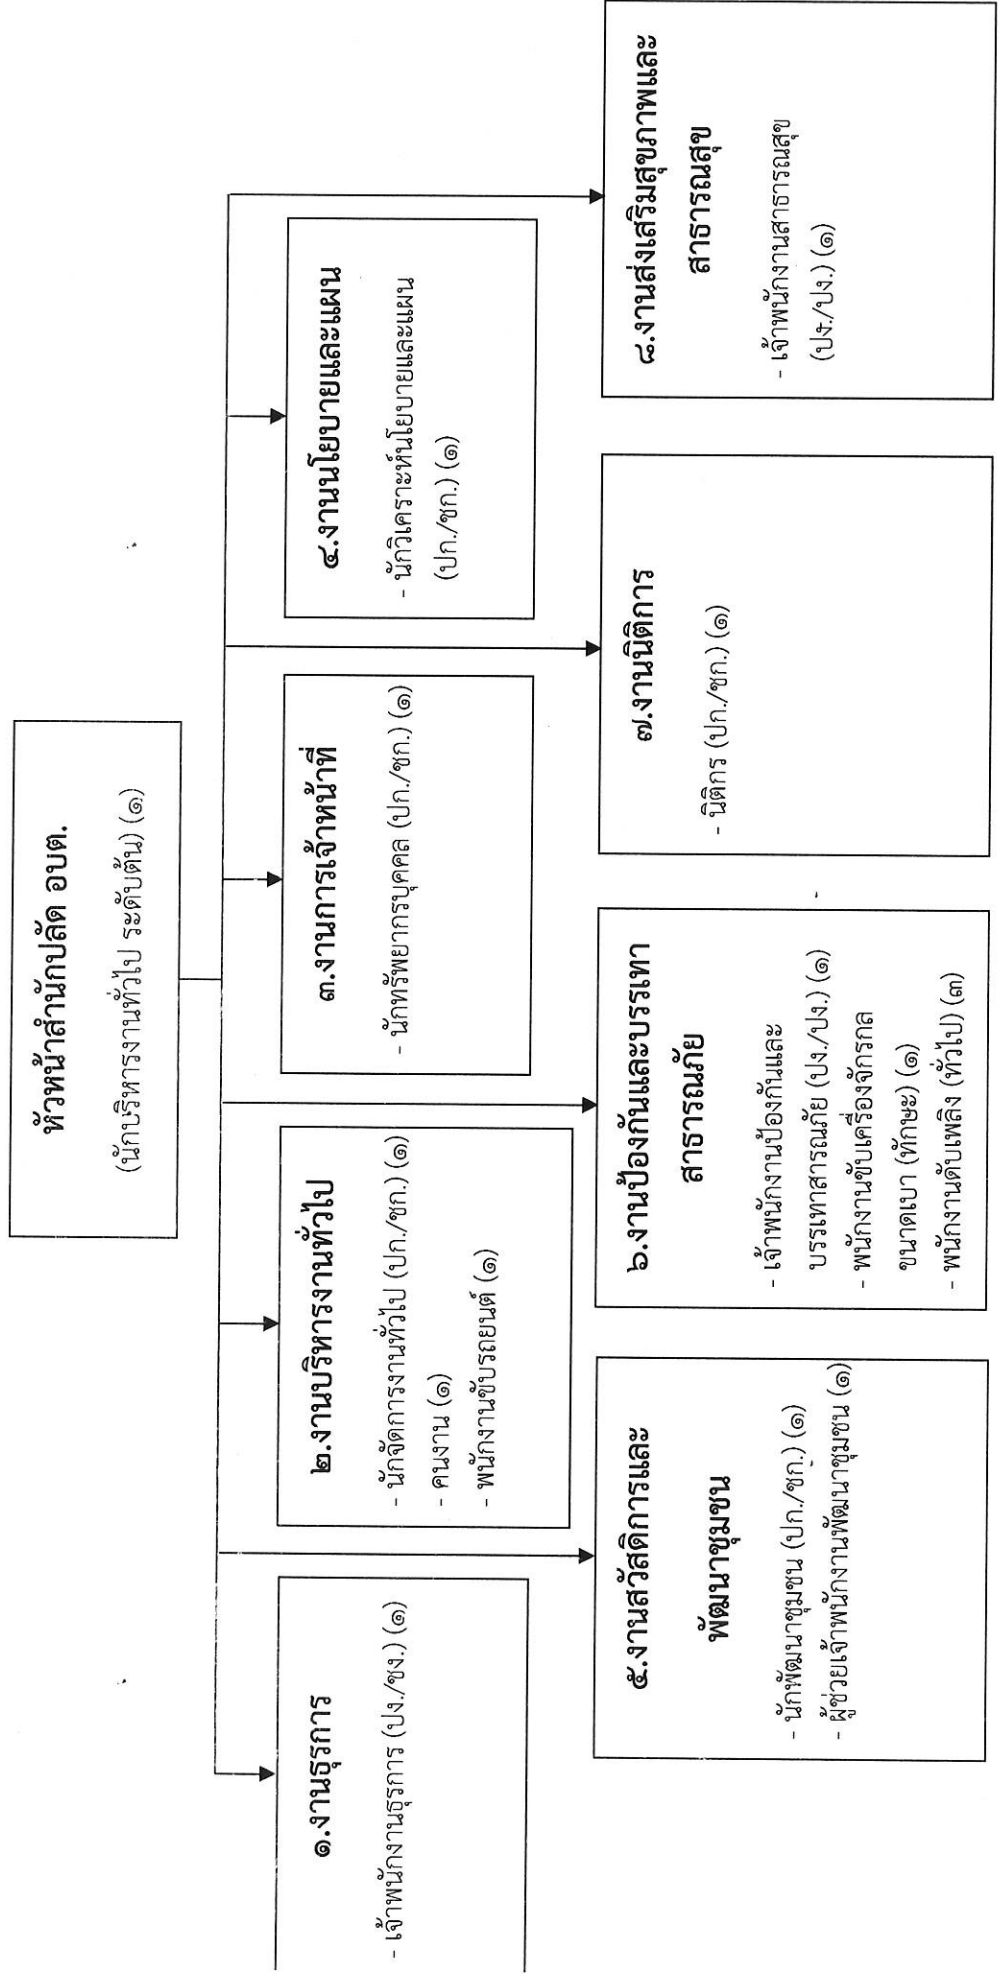 หัวหน้าสำนักปลัด อบต.
(นักบริหารงานทั่วไป ระดับต้น) (๑)
๑.งานธุรการ
- เจ้าพนักงานธุรการ (ปง./ชง.) (๑)
๒.งานบริหารงานทั่วไป
- นักจัดการงานทั่วไป (ปก./ชก.) (๑)
- คนงาน (๑)
- พนักงานขับรถยนต์ (๑)
๓.งานการเจ้าหน้าที่
- นักทรัพยากรบุคคล (ปก./ชก.) (๑)
๔.งานนโยบายและแผน
- นักวิเคราะห์นโยบายและแผน
(ปก./ชก.) (๑)
๕.งานสวัสดิการและ
พัฒนาชุมชน
- นักพัฒนาชุมชน (ปก./ชก.) (๑)
- ผู้ช่วยเจ้าพนักงานพัฒนาชุมชน (๑)
๖.งานป้องกันและบรรเทา
สาธารณภัย
- เจ้าพนักงานป้องกันและ
บรรเทาสารณภัย (ปง./ปง.) (๑)
- พนักงานขับเครื่องจักรกล
ขนาดเบา (ทักษะ) (๑)
- พนักงานดับเพลิง (ทั่วไป) (๓)
๗.งานนิติการ
- นิติกร (ปก./ชก.) (๑)
๘.งานส่งเสริมสุขภาพและ
สาธารณสุข
- เจ้าพนักงานสาธารณสุข
(ปง./ปง.) (๑)